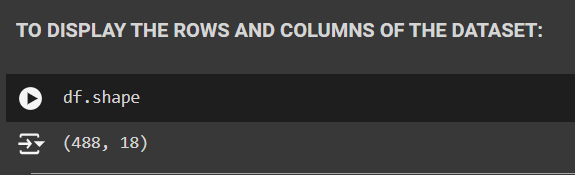 TO DISPLAY THE ROWS AND COLUMNS OF THE DATASET:
df.shape
(488, 18)